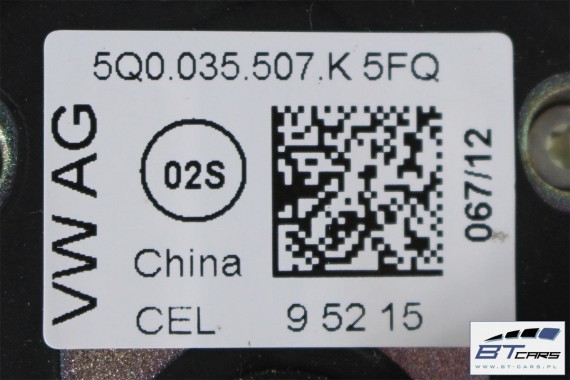 5Q0.035.507.K 5FQ
VW AG
02S
067/12
China
CEL 9 52 15
BTCARS
WWW.BT-CARS.PL